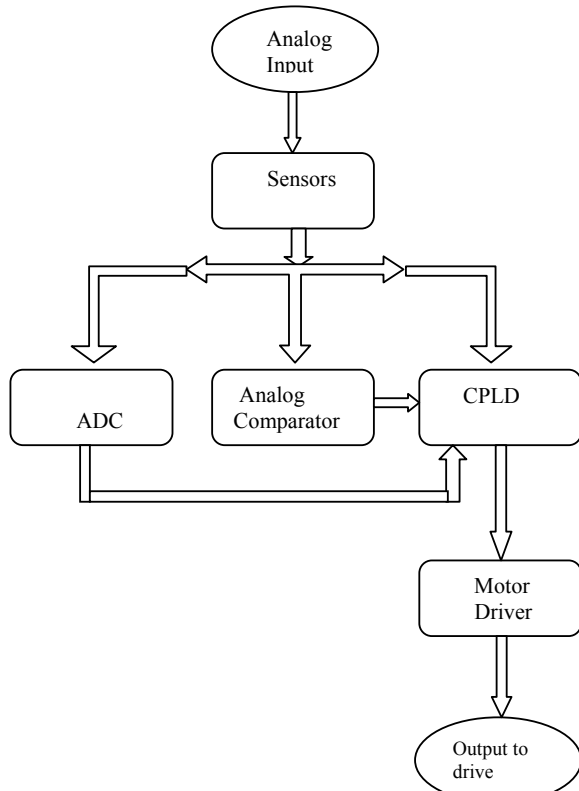 Analog
Input
Sensors
ADC
Analog
Comparator
CPLD
Motor
Driver
Output to
drive